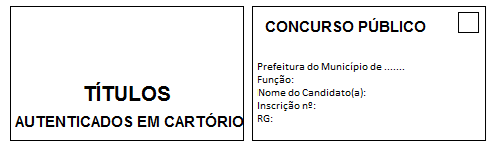 TÍTULOS
AUTENTICADOS EM CARTÓRIO
CONCURSO PÚBLICO
Prefeitura do Município de .......
Função:
Nome do Candidato(a):
Inscrição nº:
RG: